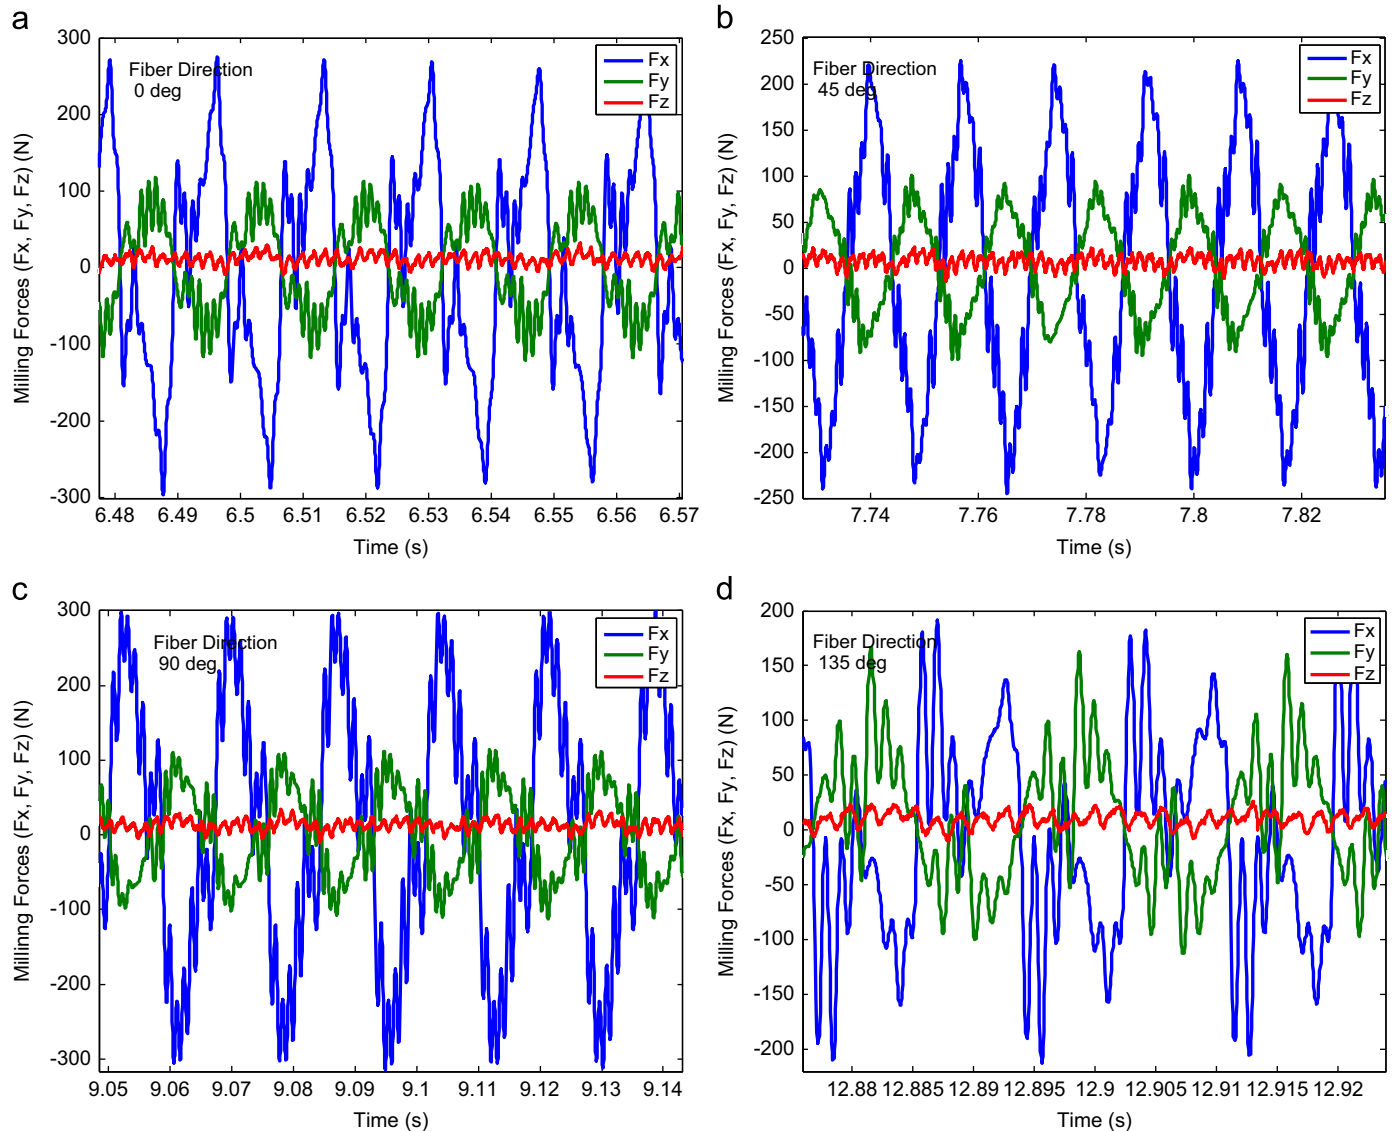 a
300
200
100
0
-100
-200
-300
Milling Forces (Fx, Fy, Fz) (N)
Fiber Direction
0 deg
Fx
Fy
Fz
6.48 6.49 6.5 6.51 6.52 6.53 6.54 6.55 6.56 6.57
Time (s)
b
250
200
150
100
50
0
-50
-100
-150
-200
-250
Milling Forces (Fx, Fy, Fz) (N)
Fiber Direction
45 deg
Fx
Fy
Fz
7.74 7.76 7.78 7.8 7.82
Time (s)
c
300
200
100
0
-100
-200
-300
Millinng Forces (Fx, Fy, Fz) (N)
Fiber Direction
90 deg
Fx
Fy
Fz
9.05 9.06 9.07 9.08 9.09 9.1 9.11 9.12 9.13 9.14
Time (s)
d
200
150
100
50
0
-50
-100
-150
-200
Milling Forces (Fx, Fy, Fz) (N)
Fiber Direction
135 deg
Fx
Fy
Fz
12.88 12.885 12.89 12.895 12.9 12.905 12.91 12.915 12.92
Time (s)